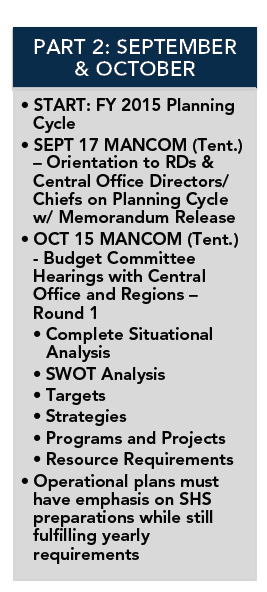 PART 2: SEPTEMBER
& OCTOBER
• START: FY 2015 Planning
Cycle
• SEPT 17 MANCOM (Tent.)
– Orientation to RDs &
Central Office Directors/
Chiefs on Planning Cycle
w/ Memorandum Release
• OCT 15 MANCOM (Tent.)
- Budget Committee
Hearings with Central
Office and Regions –
Round 1
• Complete Situational
Analysis
• SWOT Analysis
• Targets
• Strategies
• Programs and Projects
• Resource Requirements
• Operational plans must
have emphasis on SHS
preparations while still
fulfilling yearly
requirements